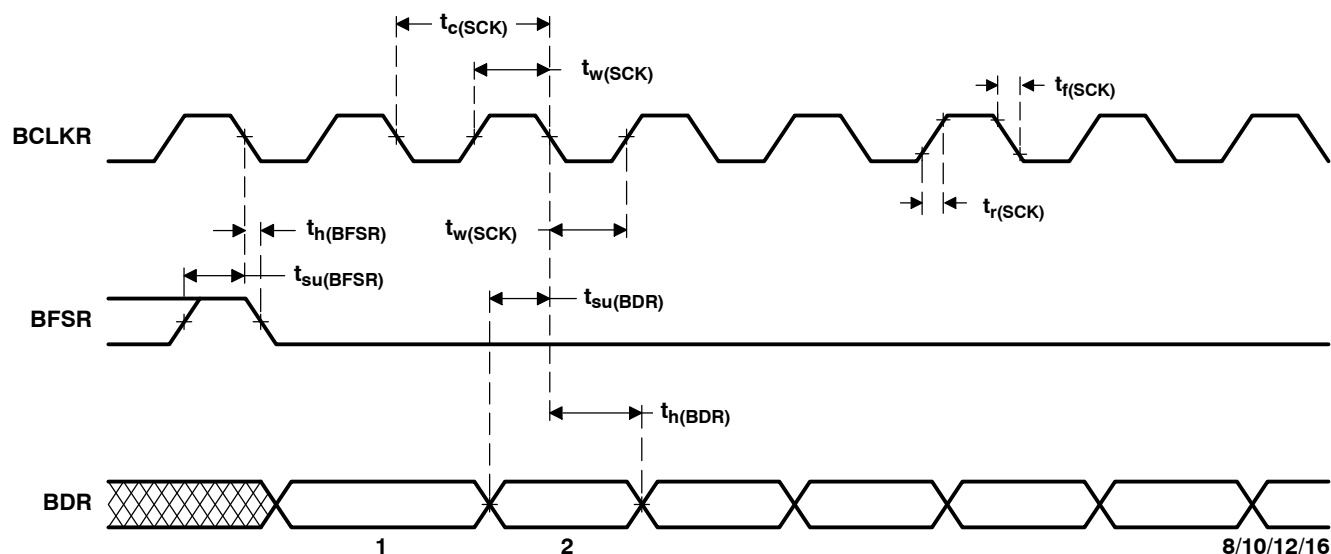 tc(SCK)
tw(SCK)
tf(SCK)
BCLKR
tr(SCK)
th(BFSR)
tw(SCK)
tsu(BFSR)
tsu(BDR)
BFSR
th(BDR)
BDR
1 2 8/10/12/16